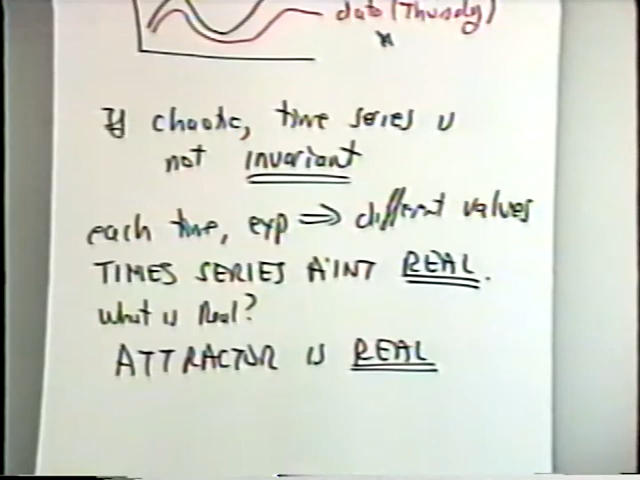 data (Thursday)
If chaotic, time series is
not invariant
each time, exp ⇒ different values
TIMES SERIES A'INT REAL.
What is Real?
ATTRACTOR IS REAL